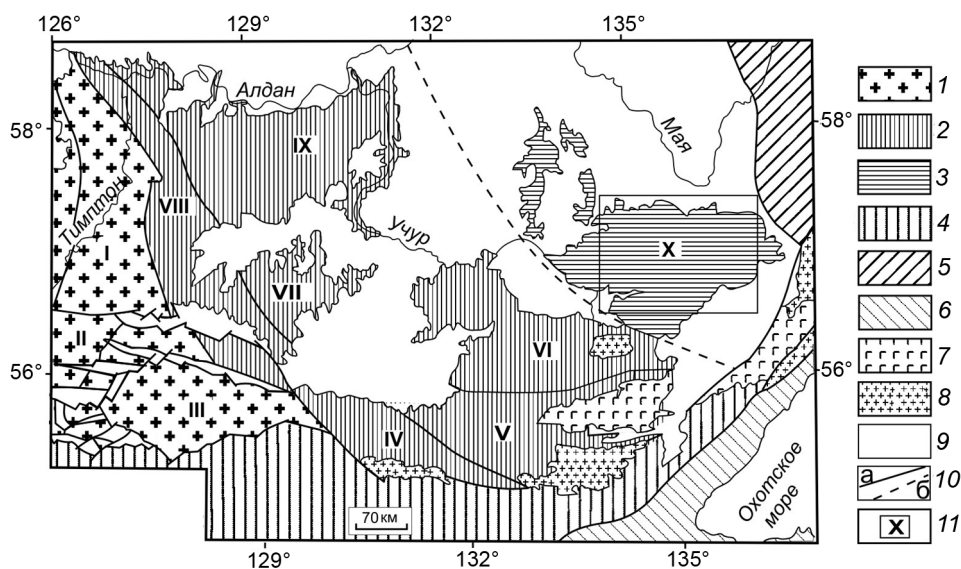 126° 129° 132° 135°
58° Алдан Мая 58°
IX
Тимптон VIII
Учур X
I
VII
II VI
56° 56°
III
IV V
70 км
Охотское
море
129° 132° 135°
1
2
3
4
5
6
7
8
9
а б 10
X 11